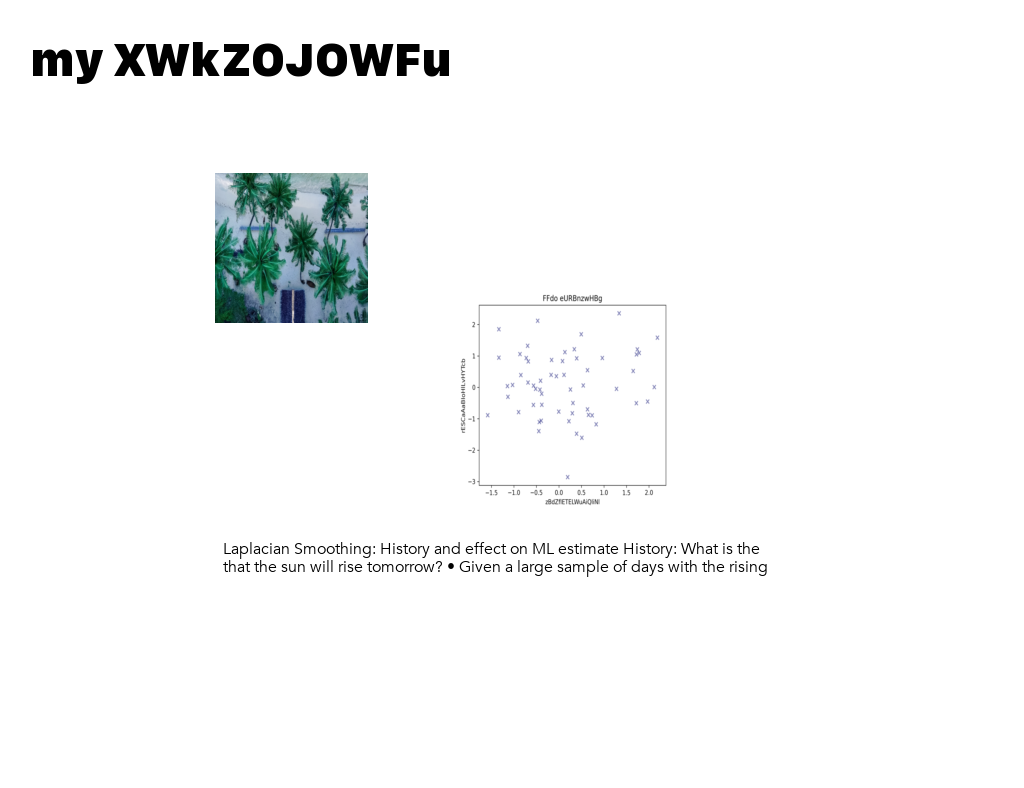 my XWkZOJOWFu
FFdo eURBnzwHBg
2
1
0
−1
−2
−3
−1.5 −1.0 −0.5 0.0 0.5 1.0 1.5 2.0
Laplacian Smoothing: History and effect on ML estimate History: What is the
that the sun will rise tomorrow? • Given a large sample of days with the rising